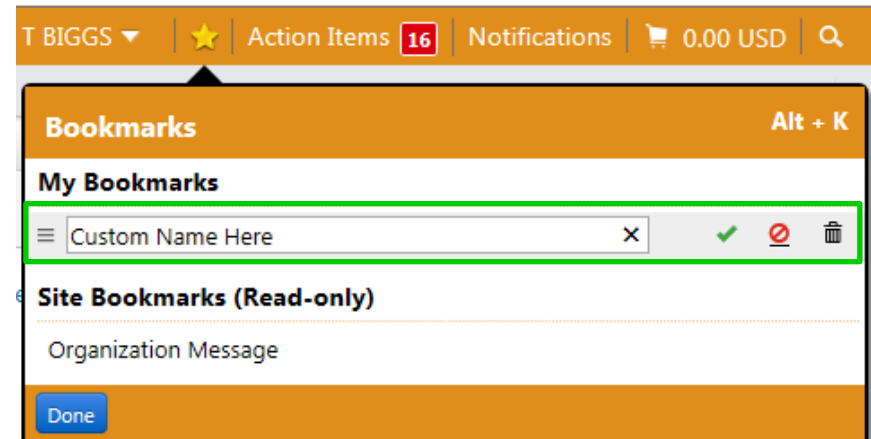 T BIGGS Action Items 16 Notifications 0.00 USD
Bookmarks Alt + K
My Bookmarks
Custom Name Here
Site Bookmarks (Read-only)
Organization Message
Done